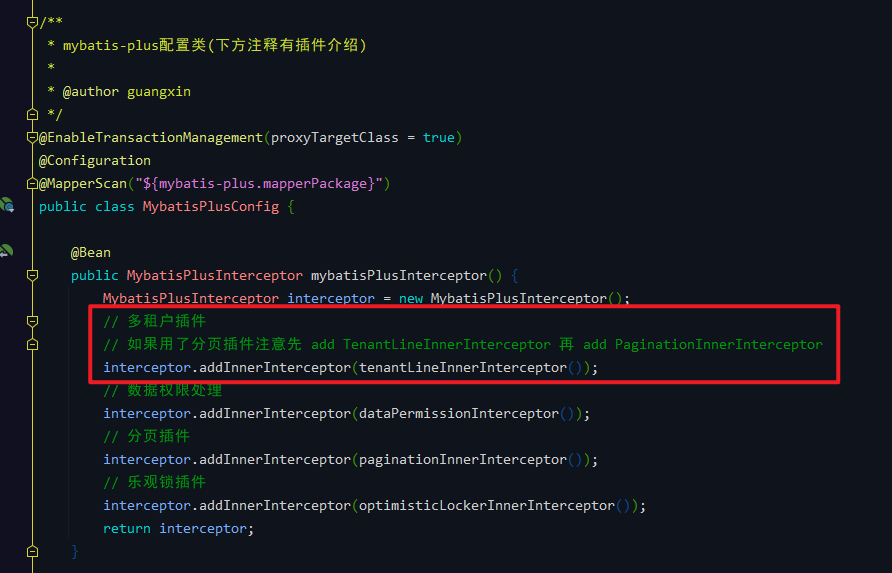 /**
 * mybatis-plus配置类(下方注释有插件介绍)
 *
 * @author guangxin
 */
@EnableTransactionManagement(proxyTargetClass = true)
@Configuration
@MapperScan("${mybatis-plus.mapperPackage}")
public class MybatisPlusConfig {
@Bean
public MybatisPlusInterceptor mybatisPlusInterceptor() {
MybatisPlusInterceptor interceptor = new MybatisPlusInterceptor();
// 多租户插件
// 如果用了分页插件注意先 add TenantLineInnerInterceptor 再 add PaginationInnerInterceptor
interceptor.addInnerInterceptor(tenantLineInnerInterceptor());
// 数据权限处理
interceptor.addInnerInterceptor(dataPermissionInterceptor());
// 分页插件
interceptor.addInnerInterceptor(paginationInnerInterceptor());
// 乐观锁插件
interceptor.addInnerInterceptor(optimisticLockerInnerInterceptor());
return interceptor;
}